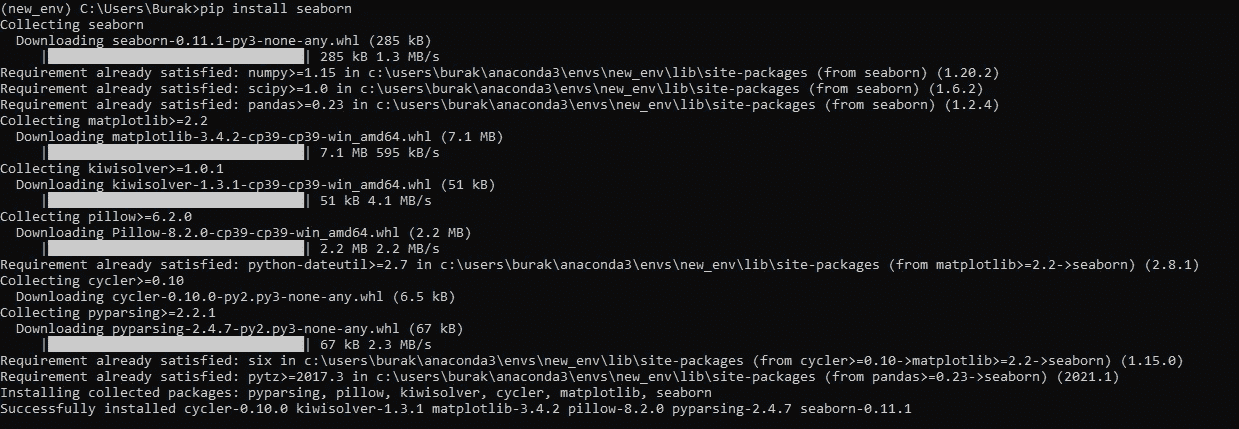 (new_env) C:\Users\Burak>pip install seaborn
Collecting seaborn
  Downloading seaborn-0.11.1-py3-none-any.whl (285 kB)
     |████████████████████████████████| 285 kB 1.3 MB/s
Requirement already satisfied: numpy>=1.15 in c:\users\burak\anaconda3\envs\new_env\lib\site-packages (from seaborn) (1.20.2)
Requirement already satisfied: scipy>=1.0 in c:\users\burak\anaconda3\envs\new_env\lib\site-packages (from seaborn) (1.6.2)
Requirement already satisfied: pandas>=0.23 in c:\users\burak\anaconda3\envs\new_env\lib\site-packages (from seaborn) (1.2.4)
Collecting matplotlib>=2.2
  Downloading matplotlib-3.4.2-cp39-cp39-win_amd64.whl (7.1 MB)
     |████████████████████████████████| 7.1 MB 595 kB/s
Collecting kiwisolver>=1.0.1
  Downloading kiwisolver-1.3.1-cp39-cp39-win_amd64.whl (51 kB)
     |████████████████████████████████| 51 kB 4.1 MB/s
Collecting pillow>=6.2.0
  Downloading Pillow-8.2.0-cp39-cp39-win_amd64.whl (2.2 MB)
     |████████████████████████████████| 2.2 MB 2.2 MB/s
Requirement already satisfied: python-dateutil>=2.7 in c:\users\burak\anaconda3\envs\new_env\lib\site-packages (from matplotlib>=2.2->seaborn) (2.8.1)
Collecting cycler>=0.10
  Downloading cycler-0.10.0-py2.py3-none-any.whl (6.5 kB)
Collecting pyparsing>=2.2.1
  Downloading pyparsing-2.4.7-py2.py3-none-any.whl (67 kB)
     |████████████████████████████████| 67 kB 2.3 MB/s
Requirement already satisfied: six in c:\users\burak\anaconda3\envs\new_env\lib\site-packages (from cycler>=0.10->matplotlib>=2.2->seaborn) (1.15.0)
Requirement already satisfied: pytz>=2017.3 in c:\users\burak\anaconda3\envs\new_env\lib\site-packages (from pandas>=0.23->seaborn) (2021.1)
Installing collected packages: pyparsing, pillow, kiwisolver, cycler, matplotlib, seaborn
Successfully installed cycler-0.10.0 kiwisolver-1.3.1 matplotlib-3.4.2 pillow-8.2.0 pyparsing-2.4.7 seaborn-0.11.1